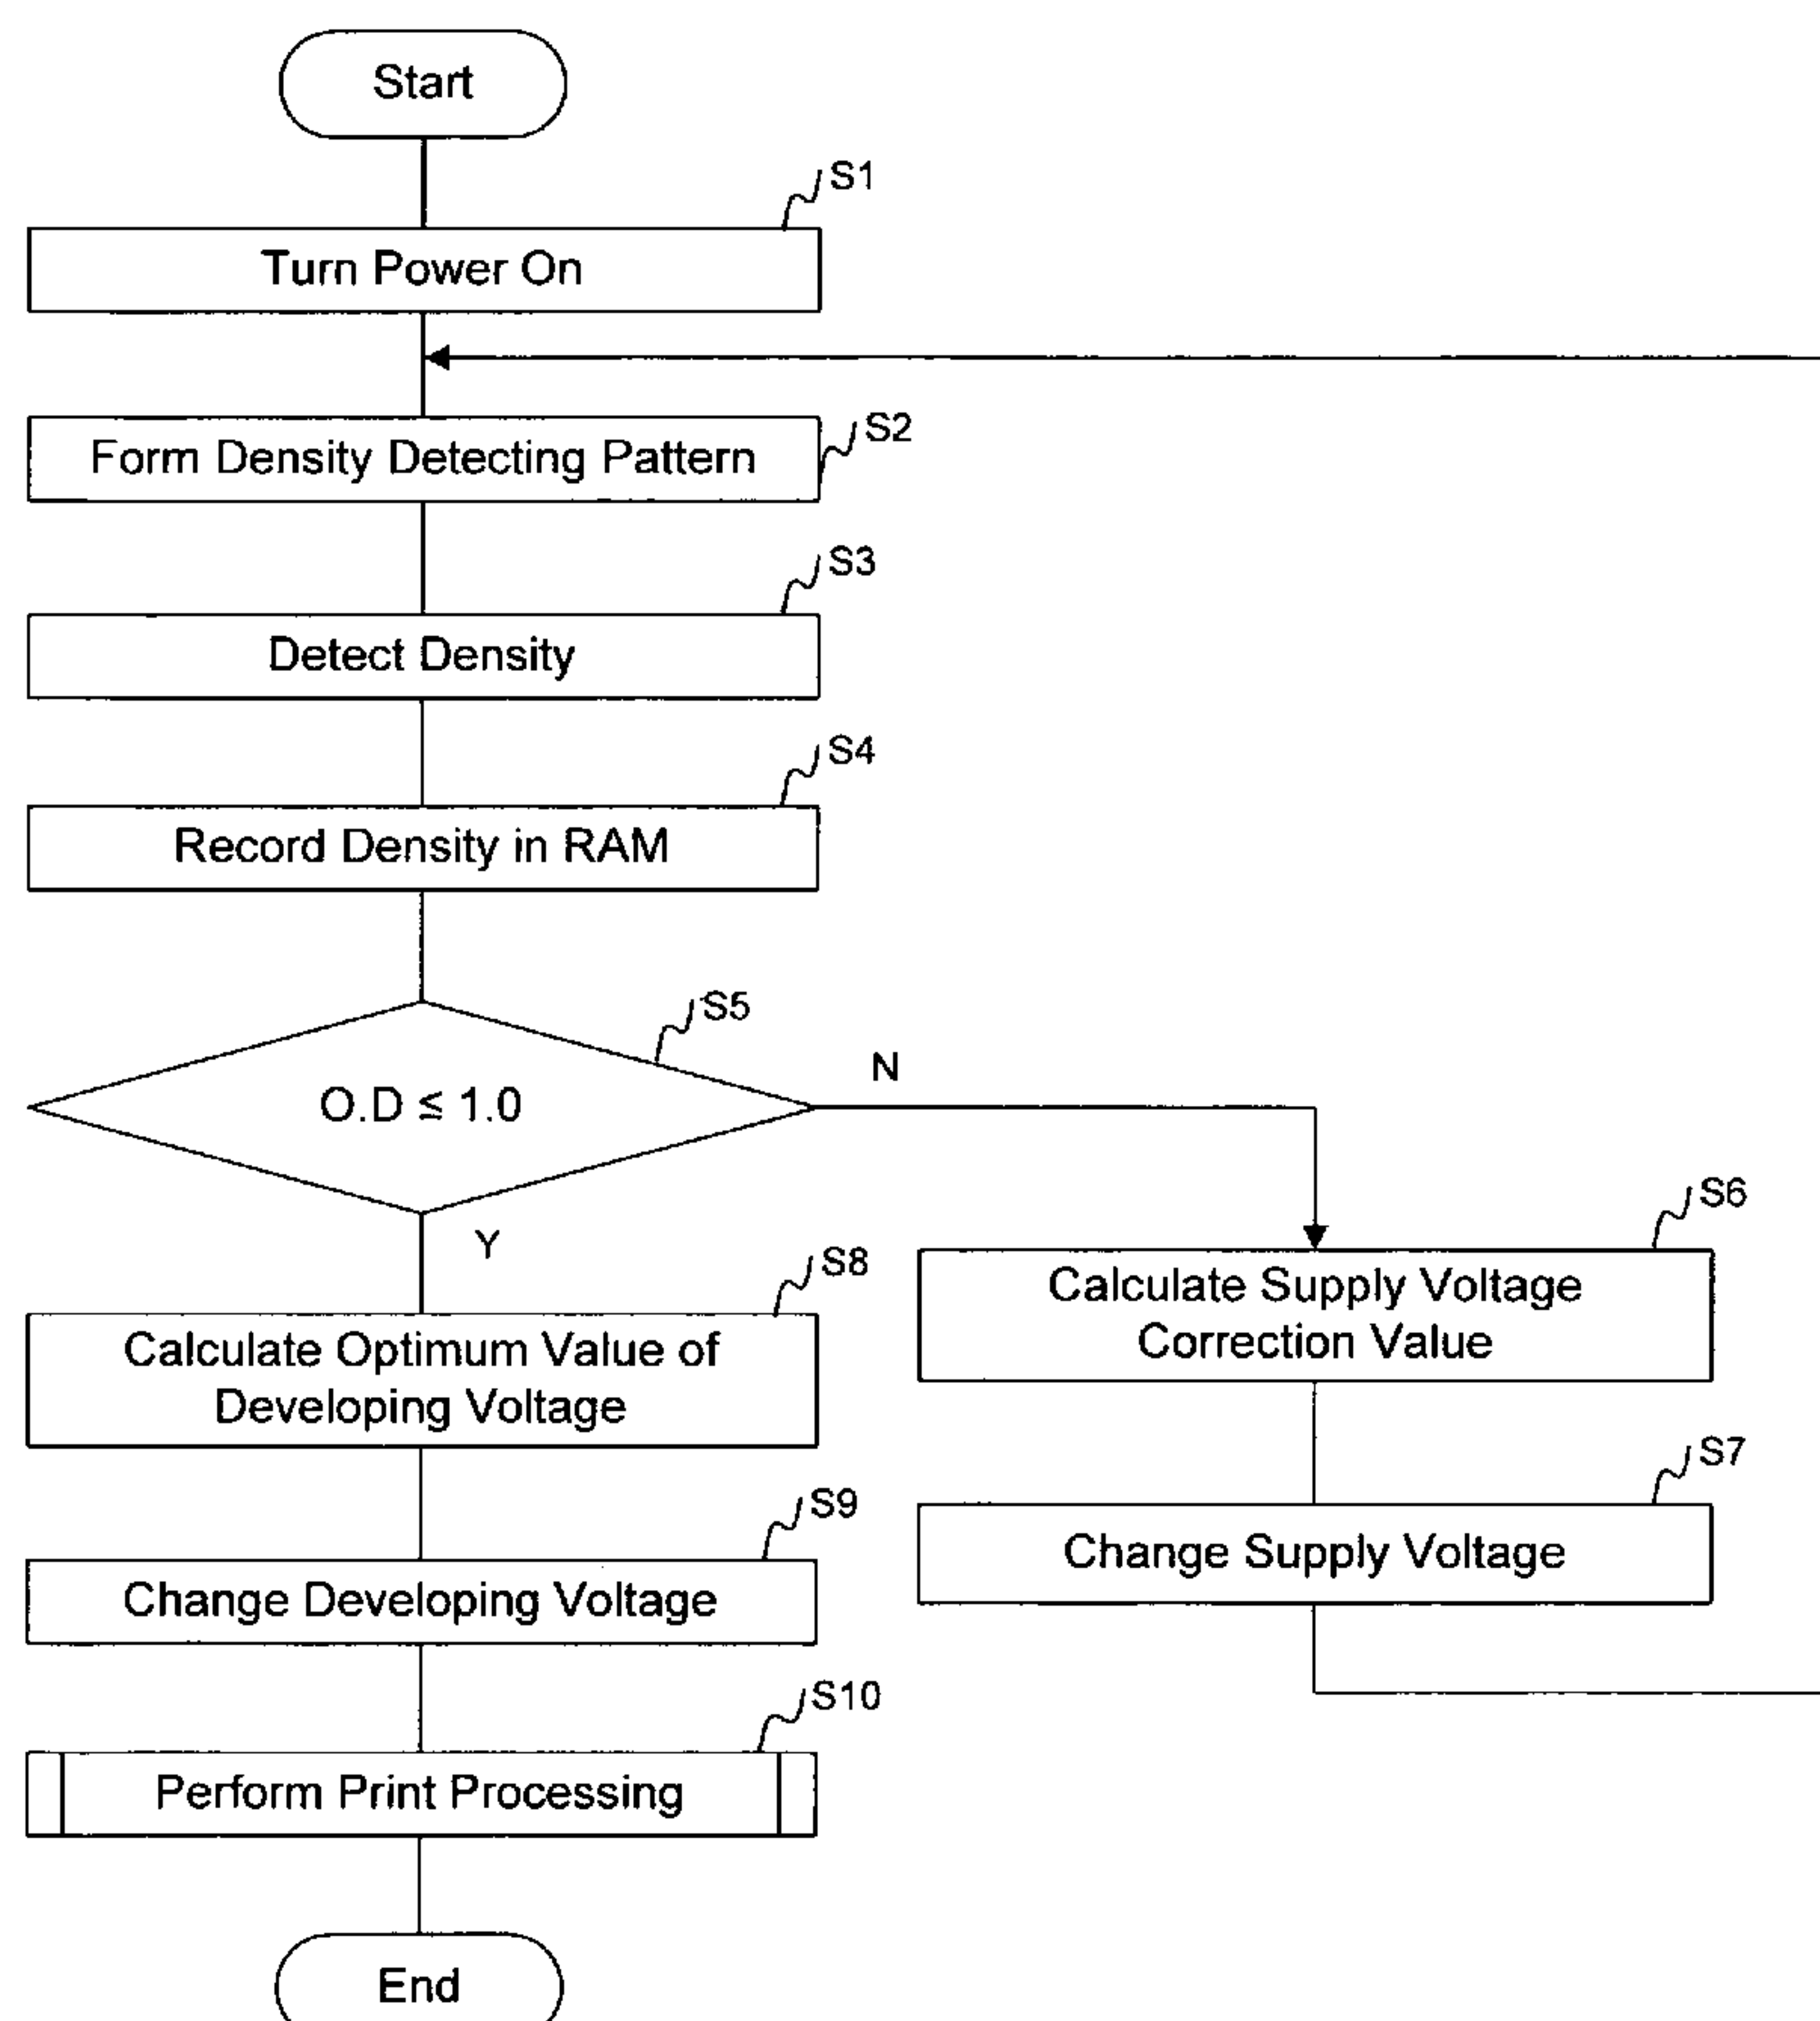 Start
S1
Turn Power On
S2
Form Density Detecting Pattern
S3
Detect Density
S4
Record Density in RAM
S5
O.D ≦ 1.0
N
Y
S6
Calculate Supply Voltage
Correction Value
S7
Change Supply Voltage
S8
Calculate Optimum Value of
Developing Voltage
S9
Change Developing Voltage
S10
Perform Print Processing
End